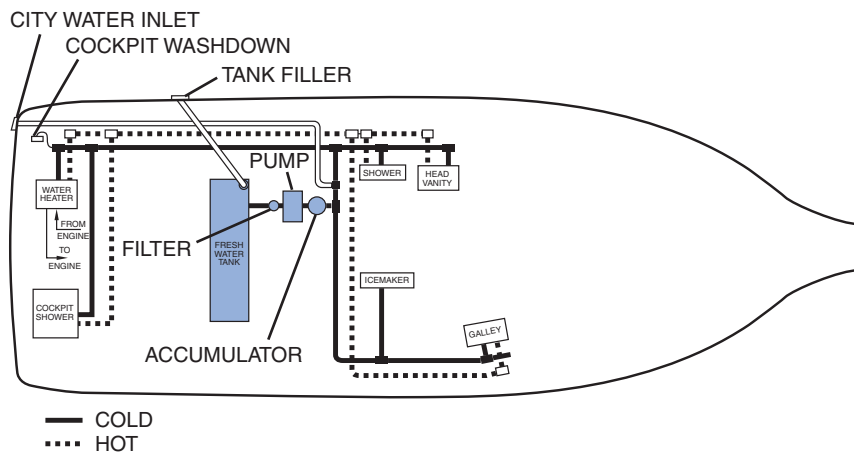 CITY WATER INLET
COCKPIT WASHDOWN
TANK FILLER
PUMP
SHOWER
HEAD
VANITY
WATER
HEATER
FROM
ENGINE
TO
ENGINE
FILTER
FRESH
WATER
TANK
ICEMAKER
COCKPIT
SHOWER
GALLEY
ACCUMULATOR
COLD
HOT